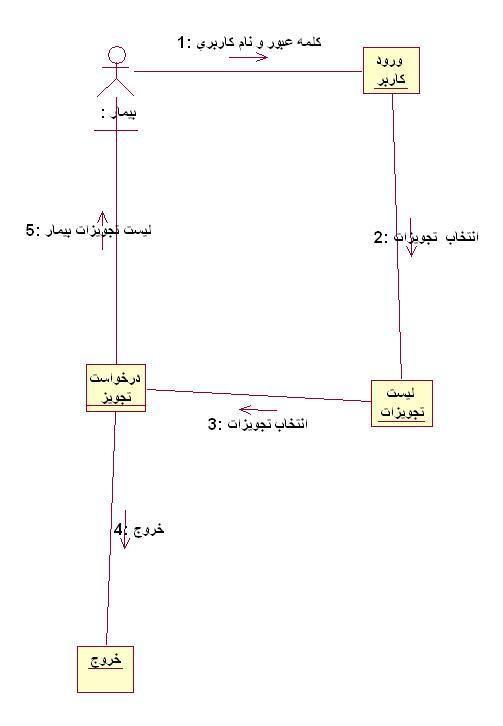 1: کلمه عبور و نام کاربري
ورود
کاربر
بیمار :
5: لیست تجویزات بیمار
2: انتخاب تجویزات
درخواست
تجویز
لیست
تجویزات
3: انتخاب تجویزات
4: خروج
خروج